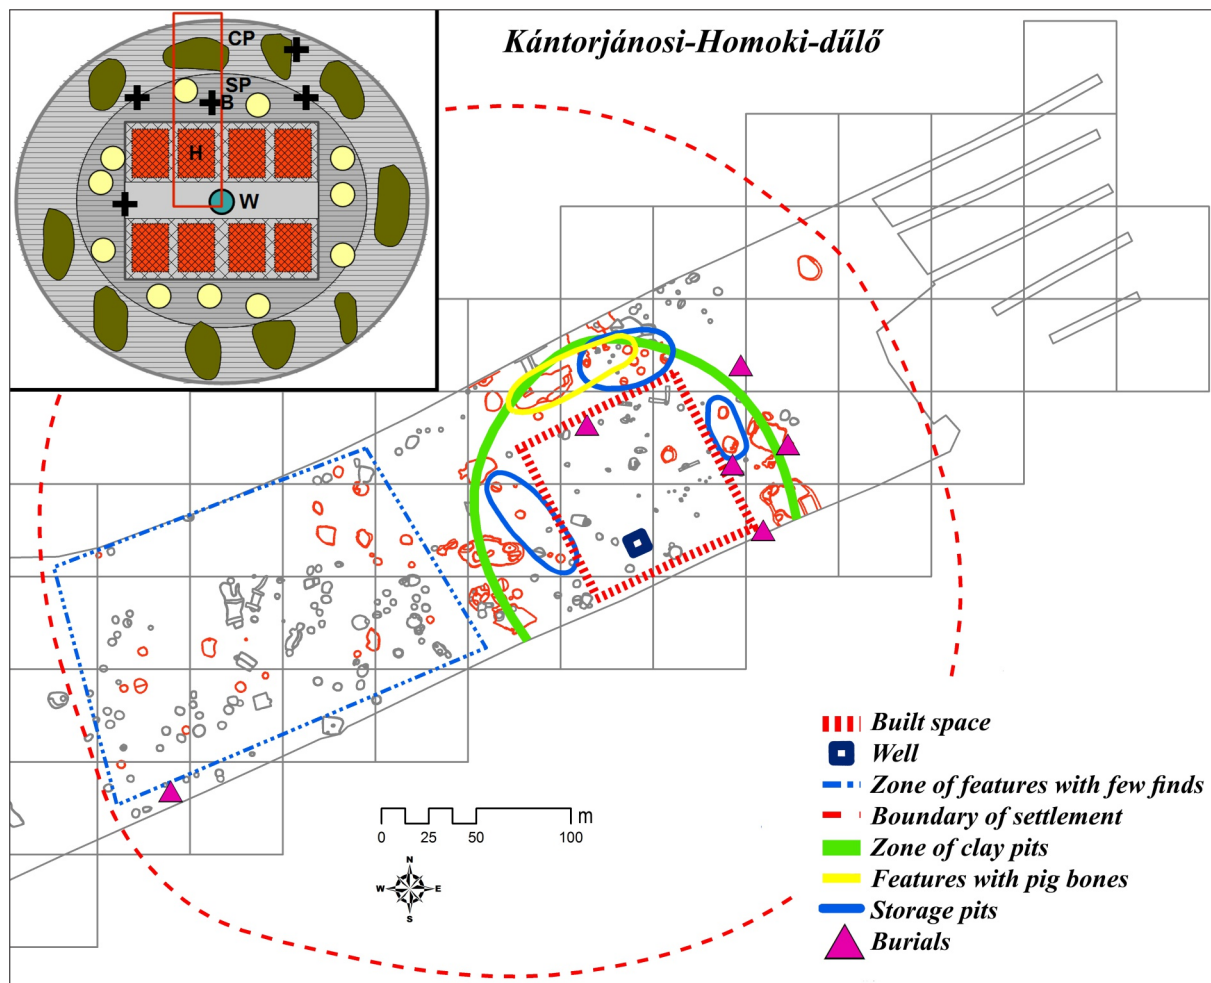 Kántorjánosi-Homoki-dűlő
CP
SP
B
H
W
Built space
Well
Zone of features with few finds
Boundary of settlement
Zone of clay pits
Features with pig bones
Storage pits
Burials
m
0 25 50 100
N
W E
S